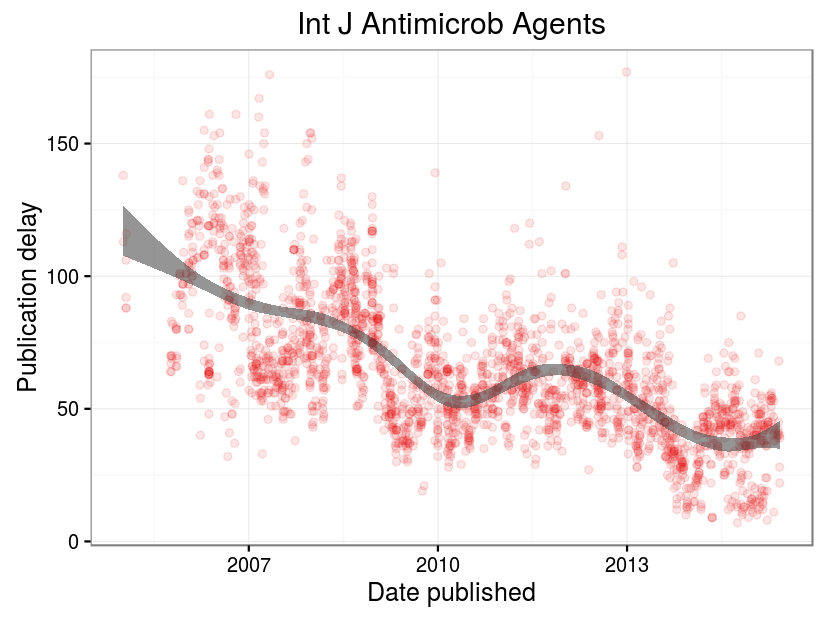 Int J Antimicrob Agents
Publication delay
150
100
50
0
2007 2010 2013
Date published